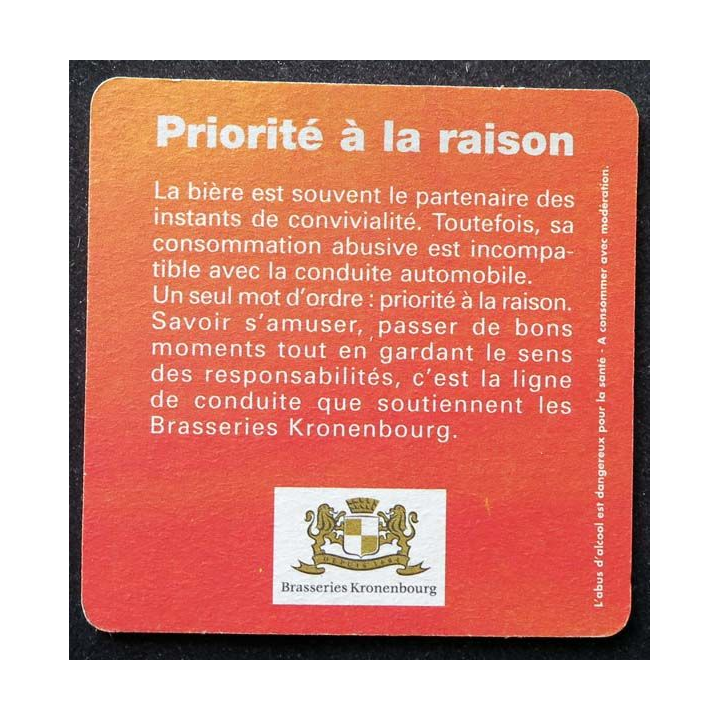 Priorité à la raison
La bière est souvent le partenaire des
instants de convivialité. Toutefois, sa
consommation abusive est incompa-
tible avec la conduite automobile.
Un seul mot d'ordre : priorité à la raison.
Savoir s'amuser, passer de bons
moments tout en gardant le sens
des responsabilités, c'est la ligne
de conduite que soutiennent les
Brasseries Kronenbourg.
L'abus d'alcool est dangereux pour la santé - A consommer avec modération.
DEPUIS 1664
Brasseries Kronenbourg